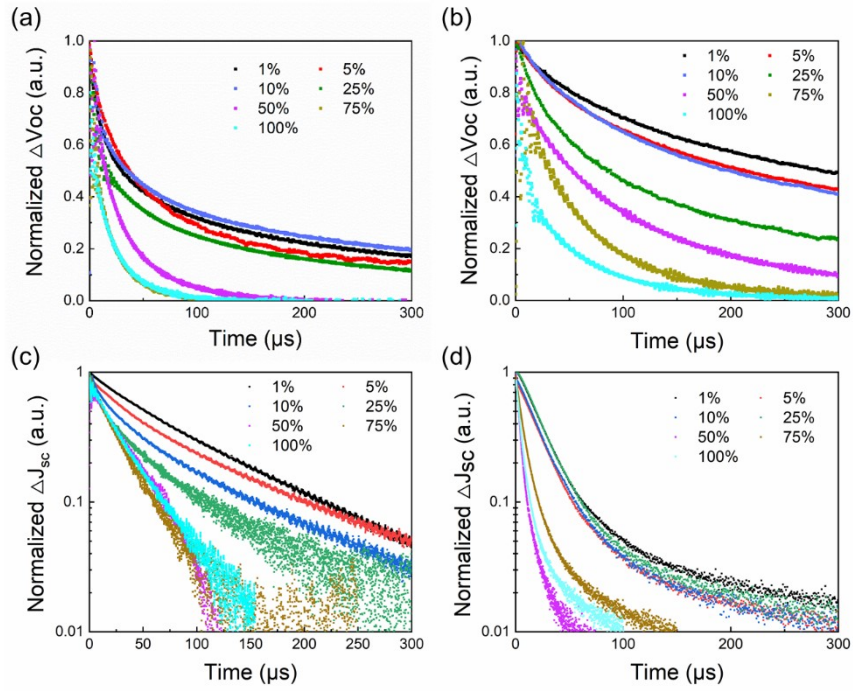 (a)
Normalized △Voc (a.u.)
1.0
0.8
0.6
0.4
0.2
0.0
1% 5%
10% 25%
50% 75%
100%
0 100 200 300
Time (µs)
(b)
Normalized △Voc (a.u.)
1.0
0.8
0.6
0.4
0.2
0.0
1% 5%
10% 25%
50% 75%
100%
0 100 200 300
Time (µs)
(c)
Normalized △Jsc (a.u.)
1
0.1
0.01
1% 5%
10% 25%
50% 75%
100%
0 50 100 150 200 250 300
Time (µs)
(d)
Normalized △Jsc (a.u.)
1
0.1
0.01
1% 5%
10% 25%
50% 75%
100%
0 100 200 300
Time (µs)